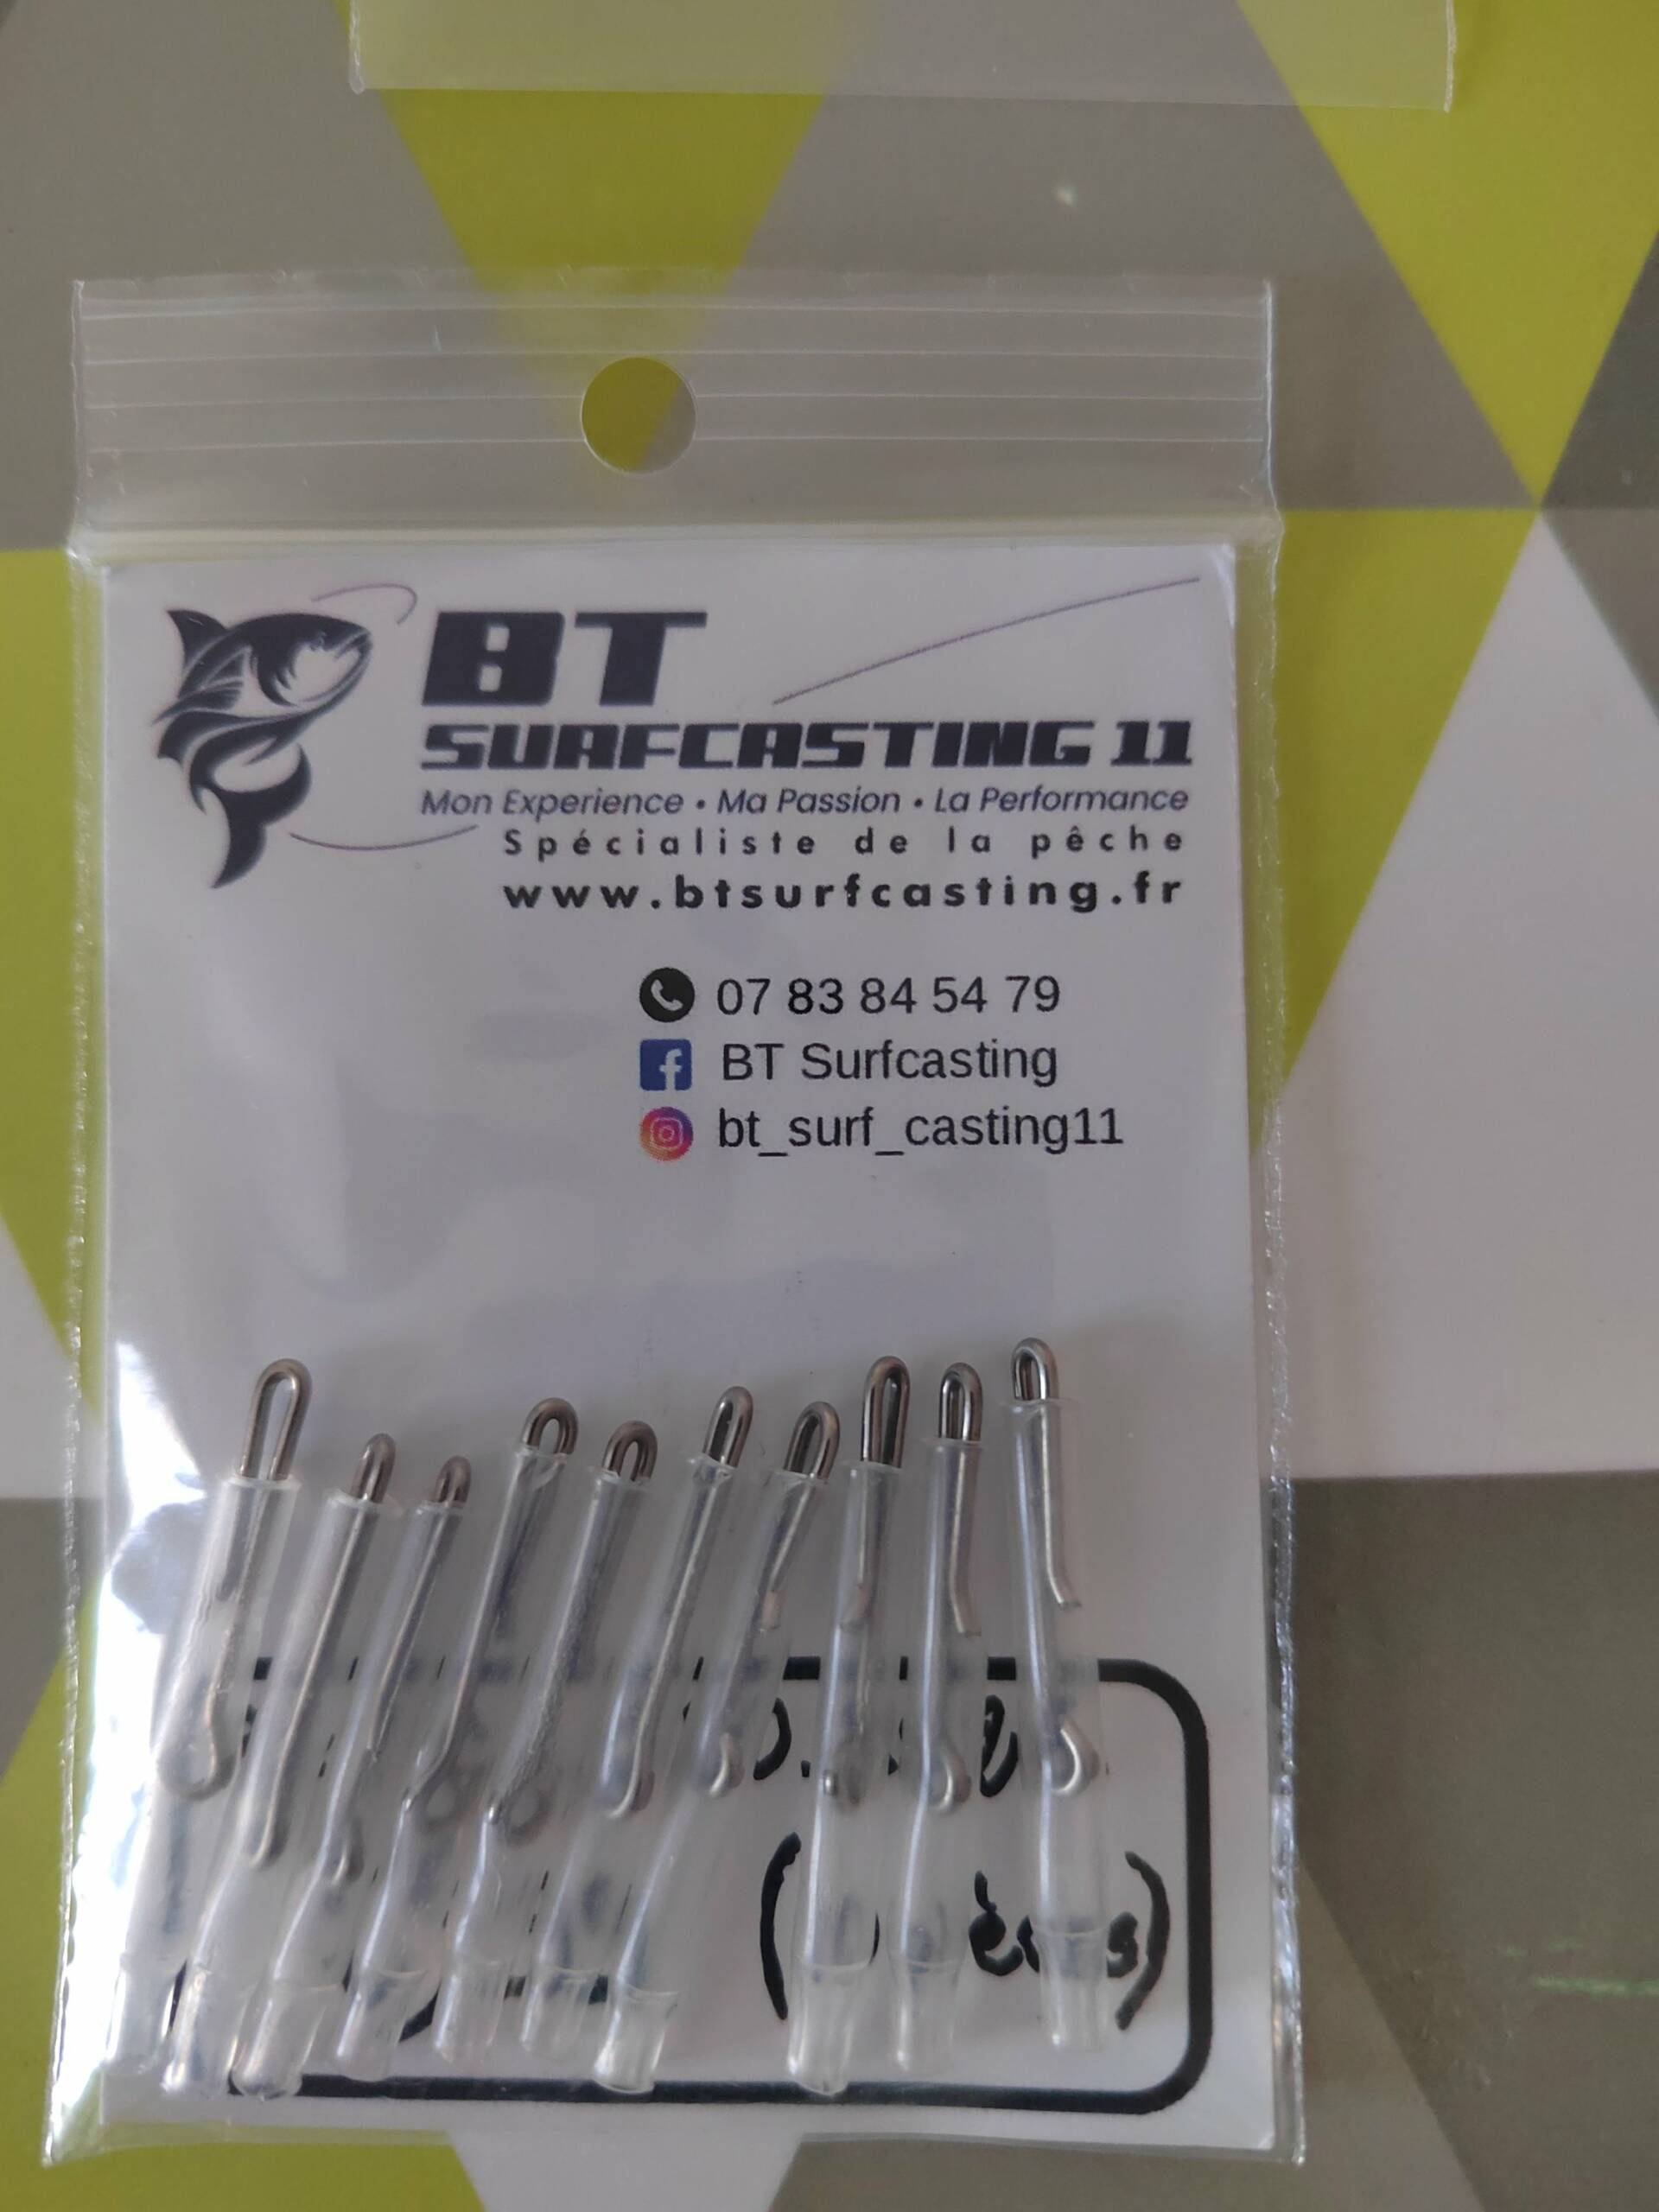 BT
SURFCASTING 11
Mon Experience • Ma Passion • La Performance
Spécialiste de la pêche
www.btsurfcasting.fr
07 83 84 54 79
BT Surfcasting
bt_surf_casting11